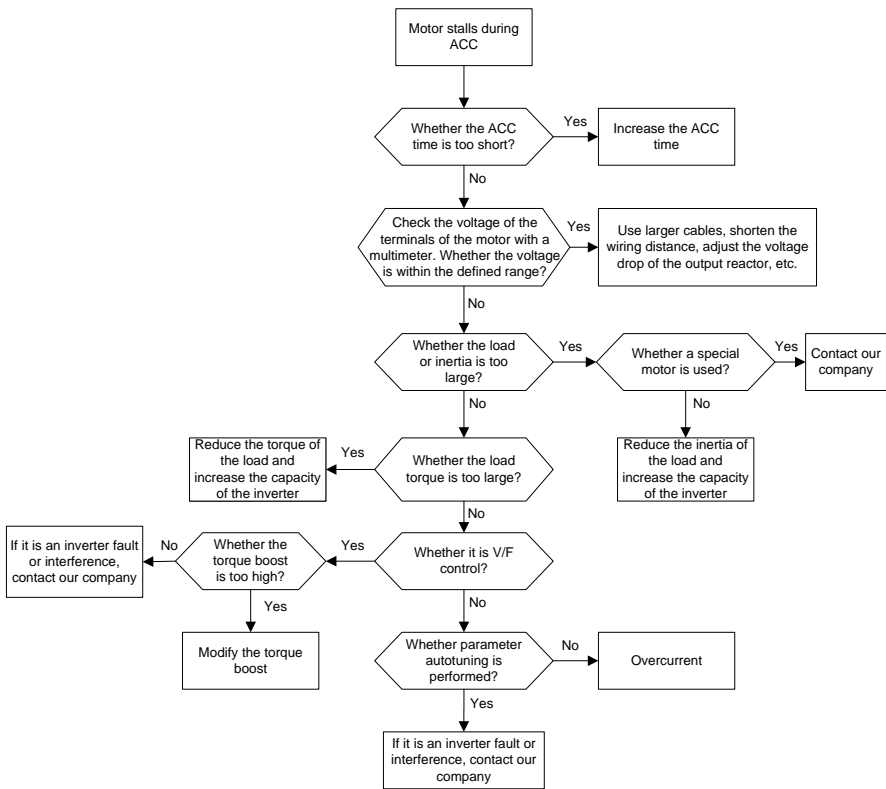 Motor stalls during
ACC
Whether the ACC
time is too short?
Yes
Increase the ACC
time
No
Check the voltage of the
terminals of the motor with a
multimeter. Whether the voltage
is within the defined range?
Yes
Use larger cables, shorten the
wiring distance, adjust the voltage
drop of the output reactor, etc.
No
Whether the load
or inertia is too
large?
Yes
Whether a special
motor is used?
Yes
Contact our
company
No
No
Reduce the torque of
the load and
increase the capacity
of the inverter
Yes
Whether the load
torque is too large?
Reduce the inertia of
the load and
increase the capacity
of the inverter
No
If it is an inverter fault
or interference,
contact our company
No
Whether the
torque boost
is too high?
Yes
Whether it is V/F
control?
Yes
No
Modify the torque
boost
Whether parameter
autotuning is
performed?
No
Overcurrent
Yes
If it is an inverter fault or
interference, contact our
company